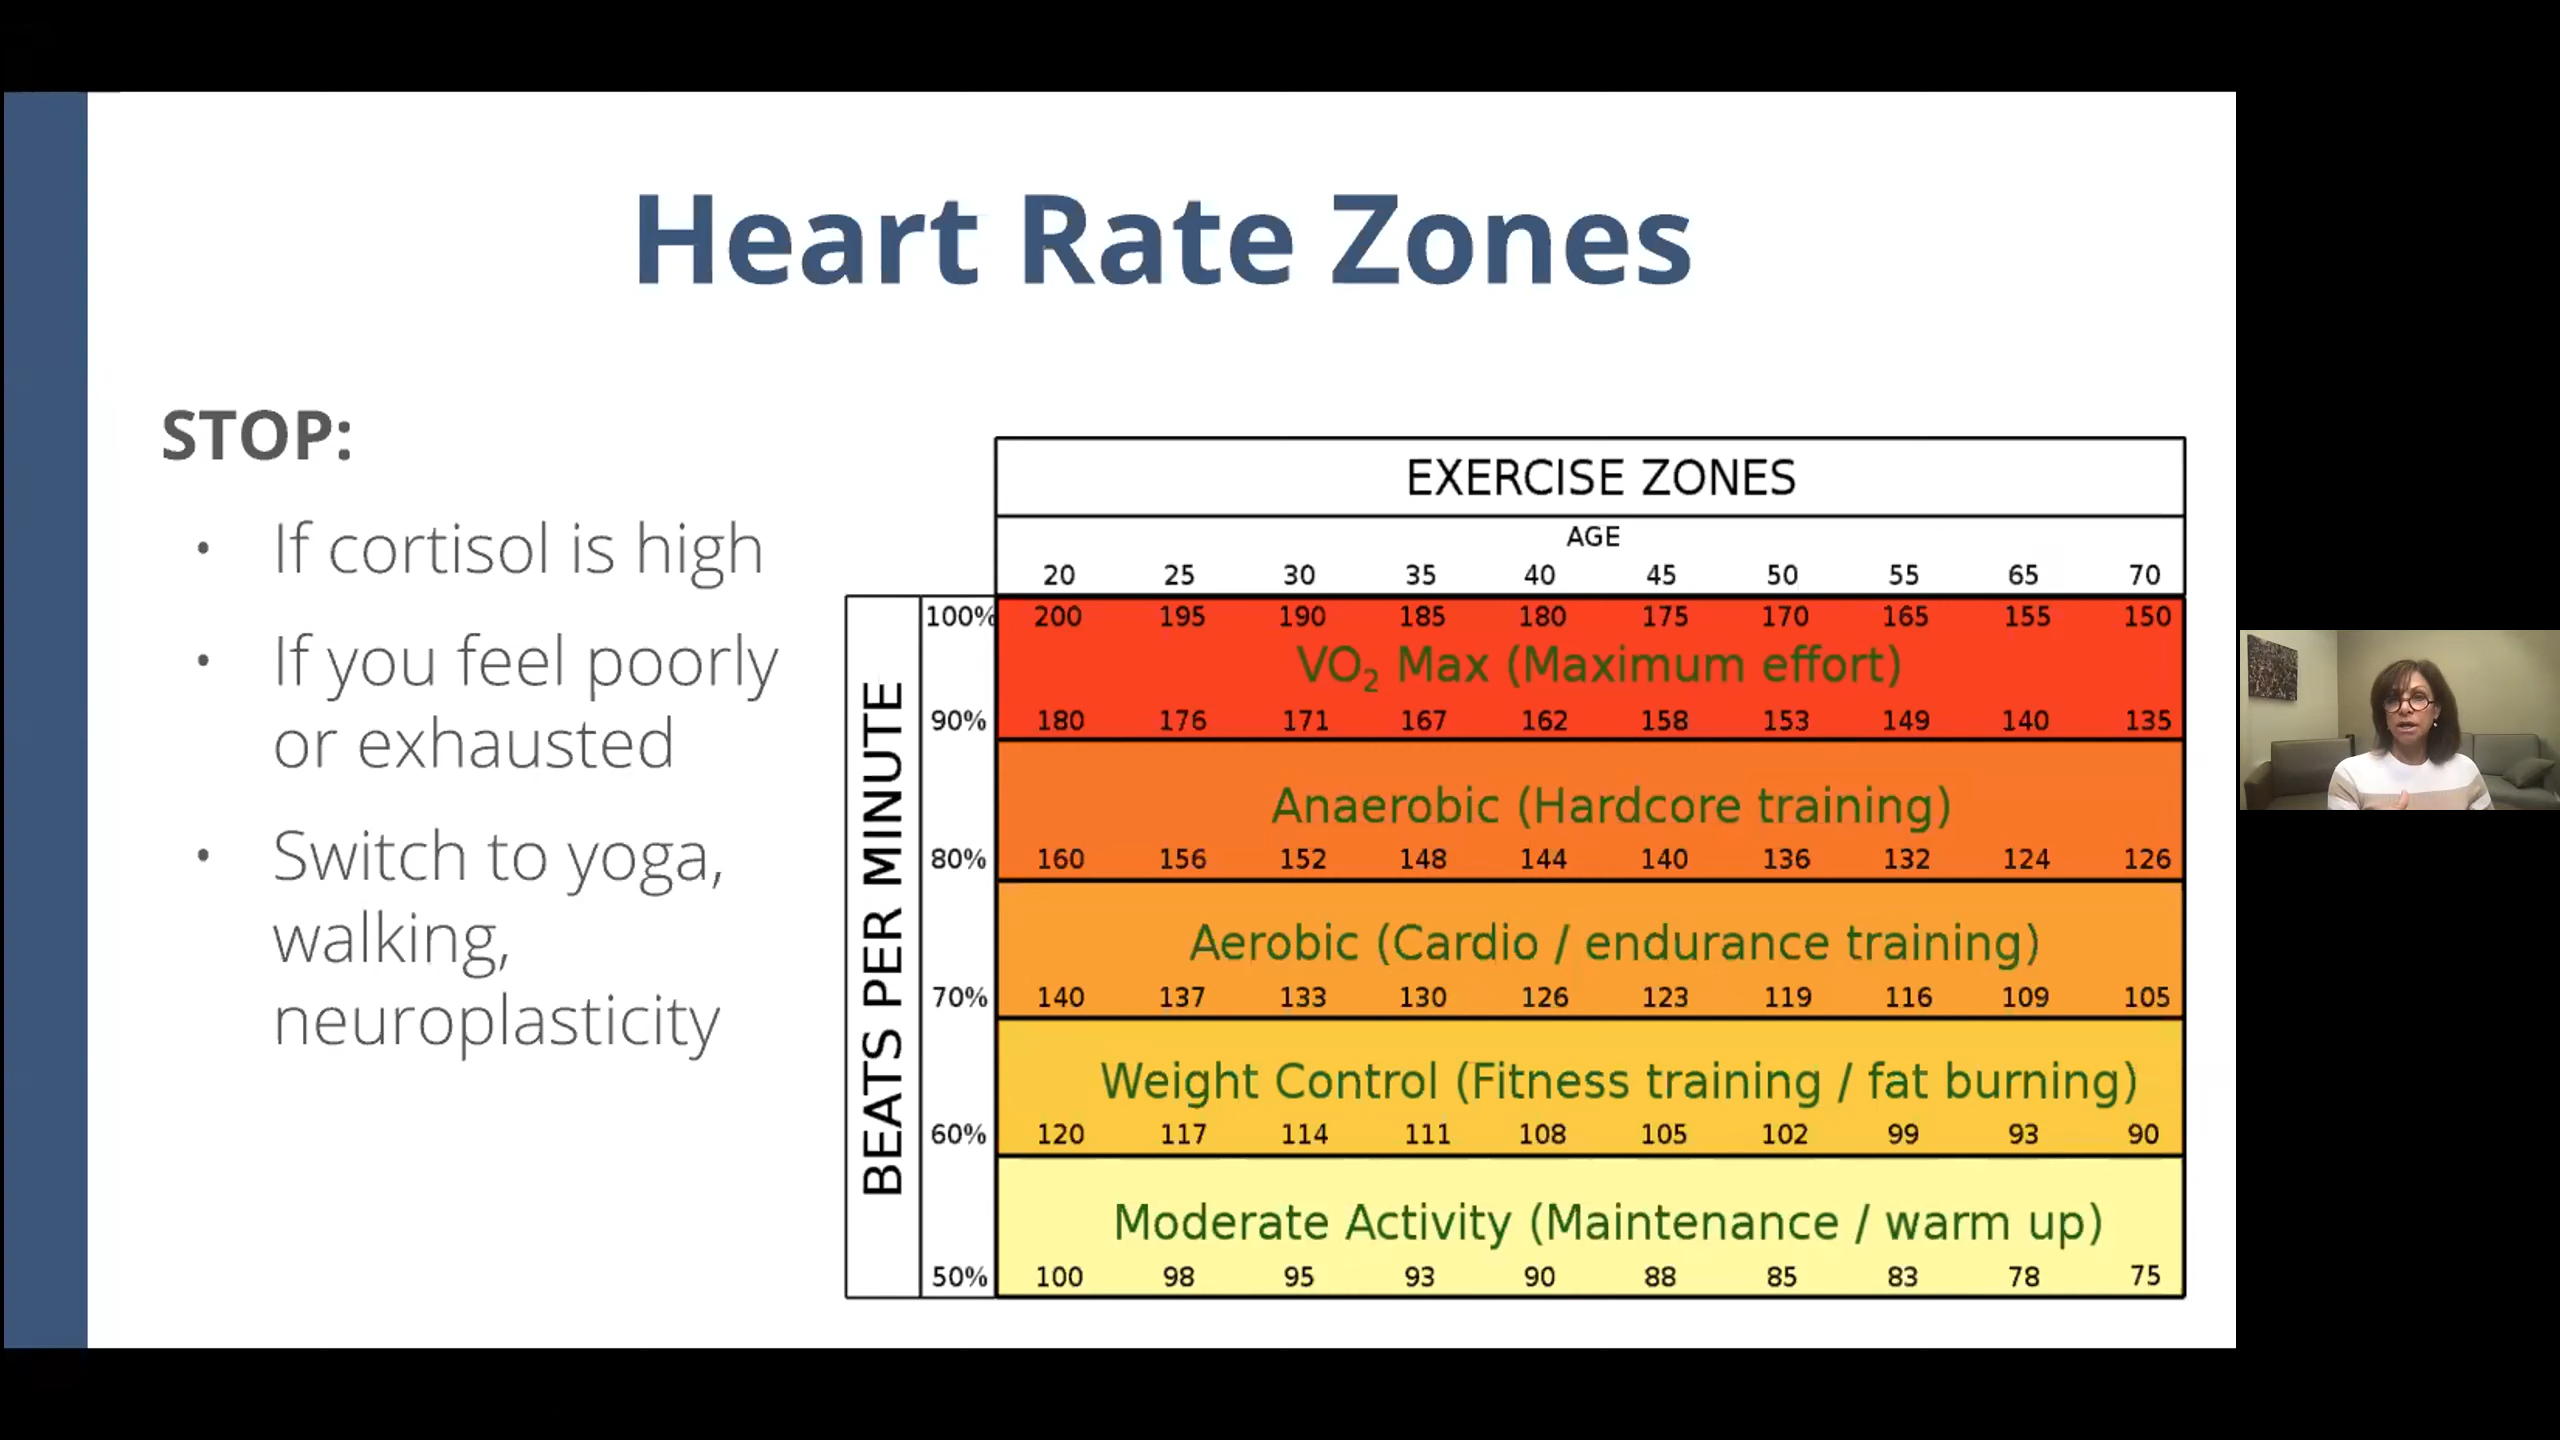 Heart Rate Zones
STOP:
• If cortisol is high
• If you feel poorly
or exhausted
• Switch to yoga,
walking,
neuroplasticity
EXERCISE ZONES
AGE
20 25 30 35 40 45 50 55 65 70
BEATS PER MINUTE
100% 200 195 190 185 180 175 170 165 155 150
VO₂ Max (Maximum effort)
90% 180 176 171 167 162 158 153 149 140 135
Anaerobic (Hardcore training)
80% 160 156 152 148 144 140 136 132 124 126
Aerobic (Cardio / endurance training)
70% 140 137 133 130 126 123 119 116 109 105
Weight Control (Fitness training / fat burning)
60% 120 117 114 111 108 105 102 99 93 90
Moderate Activity (Maintenance / warm up)
50% 100 98 95 93 90 88 85 83 78 75